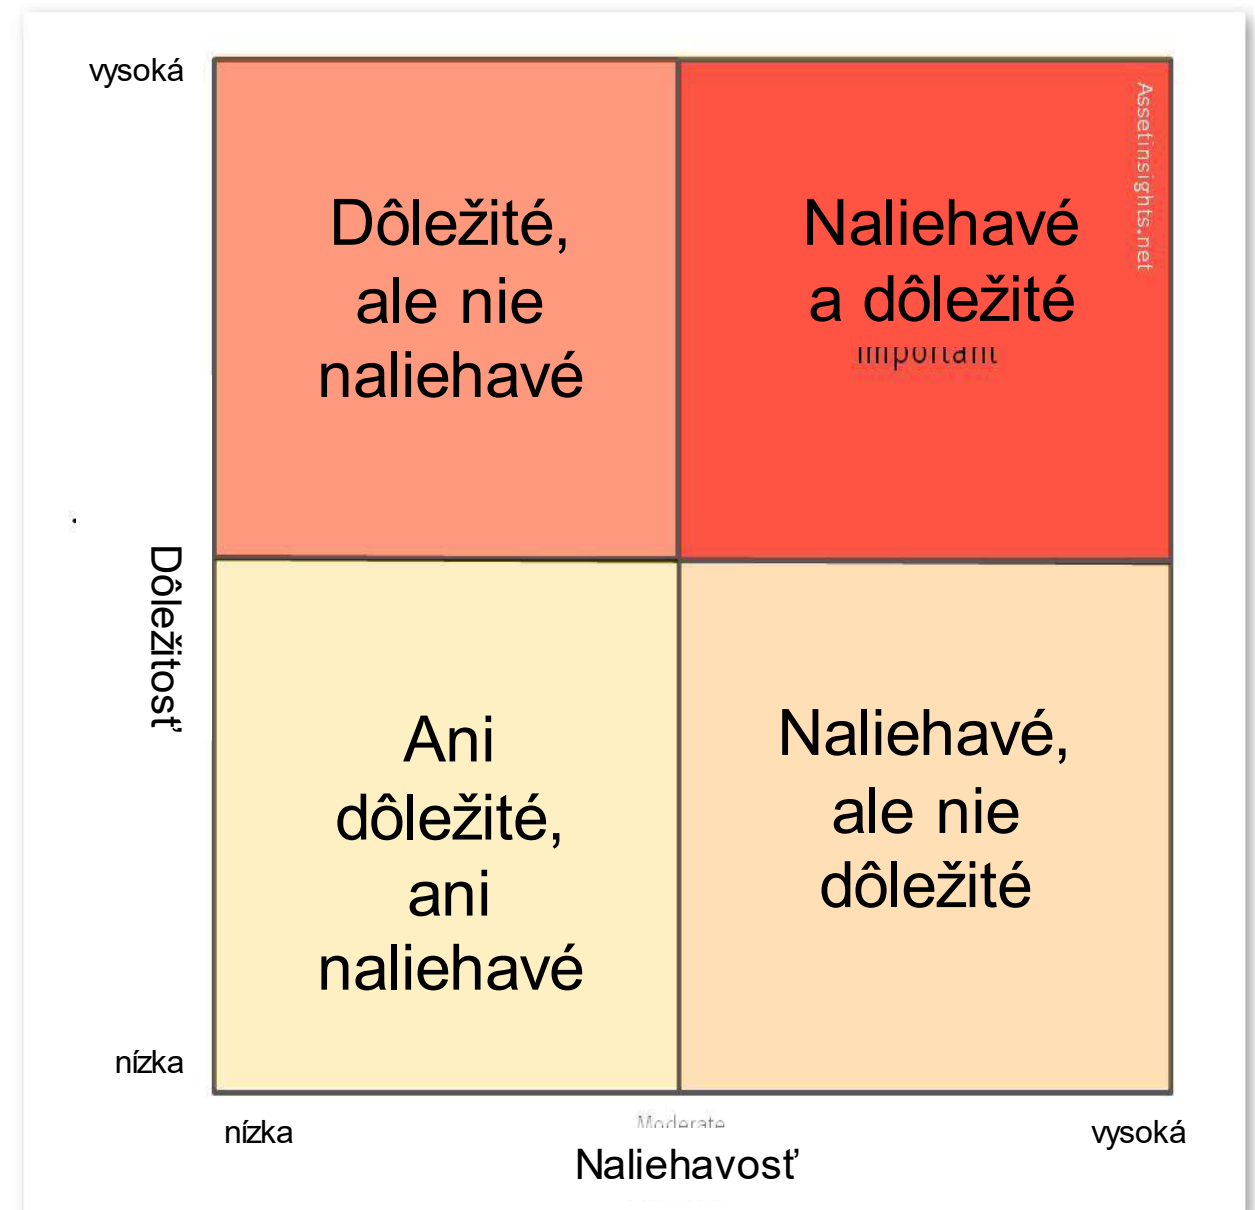 vysoká
Dôležité,
ale nie
naliehavé
Naliehavé
a dôležité
important
Assetinsights.net
Dôležitosť
Ani
dôležité,
ani
naliehavé
Naliehavé,
ale nie
dôležité
nízka
nízka
Moderate
vysoká
Naliehavosť